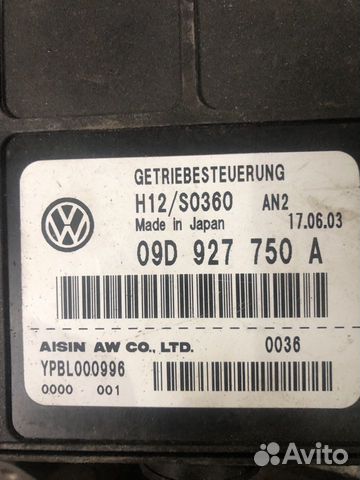 GETRIEBESTEUERUNG
H12/S0360 AN2
Made in Japan 17.06.03
09D 927 750 A
AISIN AW CO., LTD. 0036
YPBL000996
0000 001
Avito